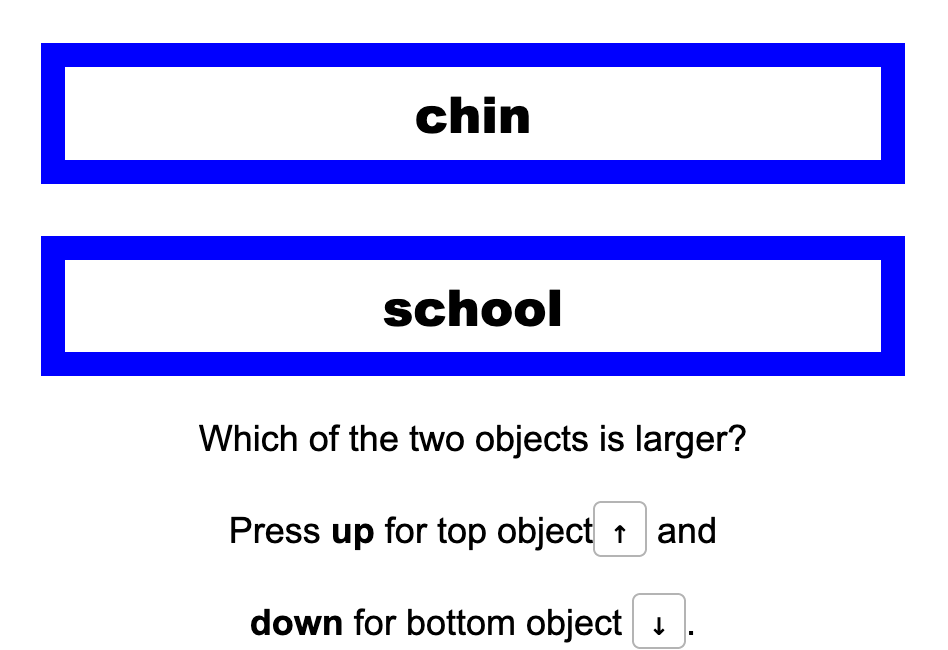 chin
school
Which of the two objects is larger?
Press up for top object ↑ and
down for bottom object ↓.